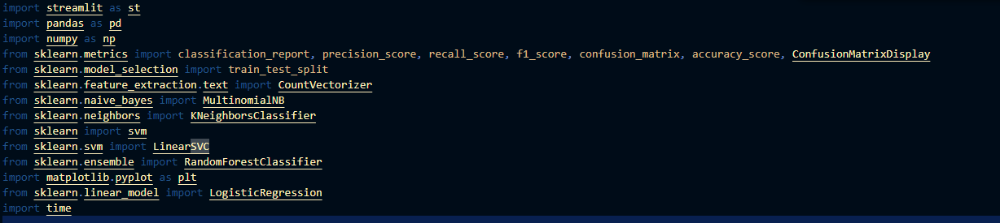 import streamlit as st
import pandas as pd
import numpy as np
from sklearn.metrics import classification_report, precision_score, recall_score, f1_score, confusion_matrix, accuracy_score, ConfusionMatrixDisplay
from sklearn.model_selection import train_test_split
from sklearn.feature_extraction.text import CountVectorizer
from sklearn.naive_bayes import MultinomialNB
from sklearn.neighbors import KNeighborsClassifier
from sklearn import svm
from sklearn.svm import LinearSVC
from sklearn.ensemble import RandomForestClassifier
import matplotlib.pyplot as plt
from sklearn.linear_model import LogisticRegression
import time